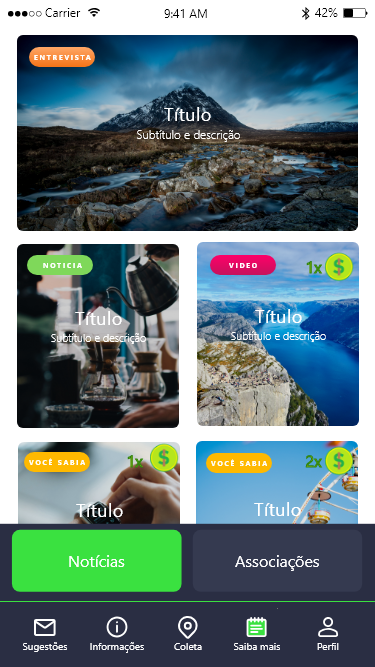 Carrier 9:41 AM 42%
ENTREVISTA
Título
Subtítulo e descrição
NOTICIA
VIDEO
1x $
Título
Subtítulo e descrição
Título
Subtítulo e descrição
VOCÊ SABIA
1x $
VOCÊ SABIA
2x $
Título
Título
Notícias
Associações
Sugestões
Informações
Coleta
Saiba mais
Perfil